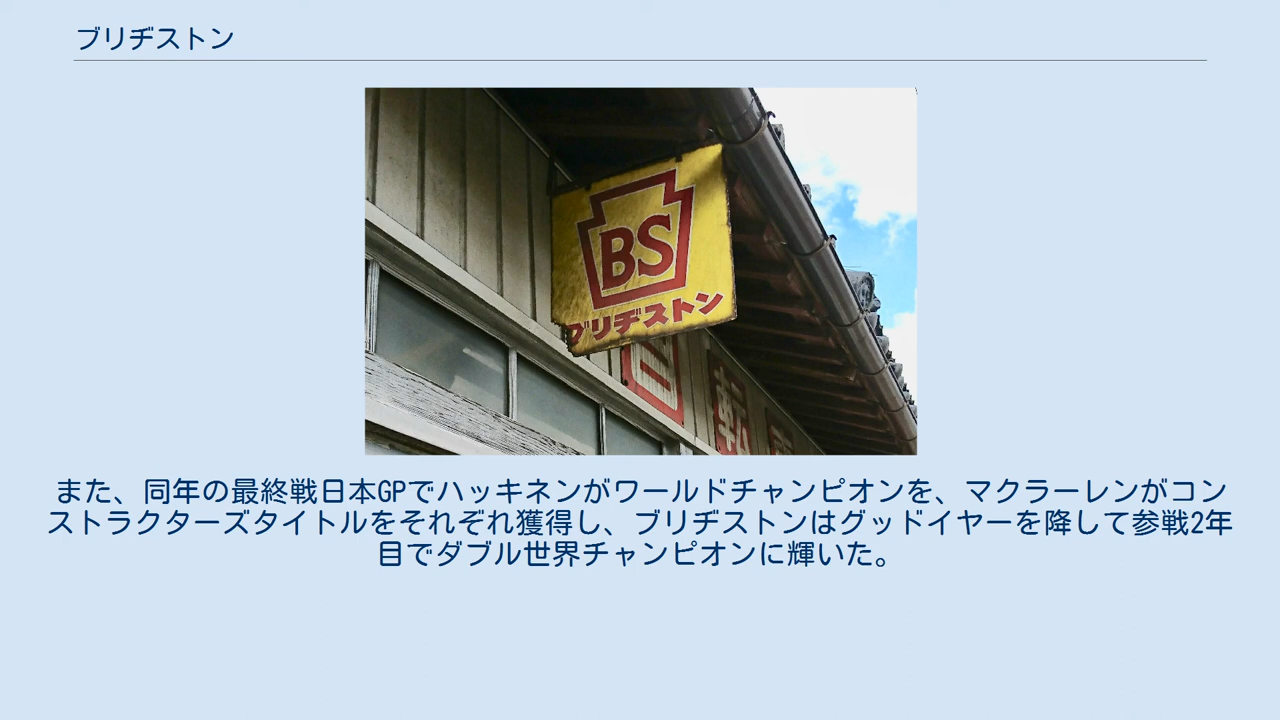 ブリヂストン
BS
ブリヂストン
自
転
また、同年の最終戦日本GPでハッキネンがワールドチャンピオンを、マクラーレンがコン
ストラクターズタイトルをそれぞれ獲得し、ブリヂストンはグッドイヤーを降して参戦2年
目でダブル世界チャンピオンに輝いた。